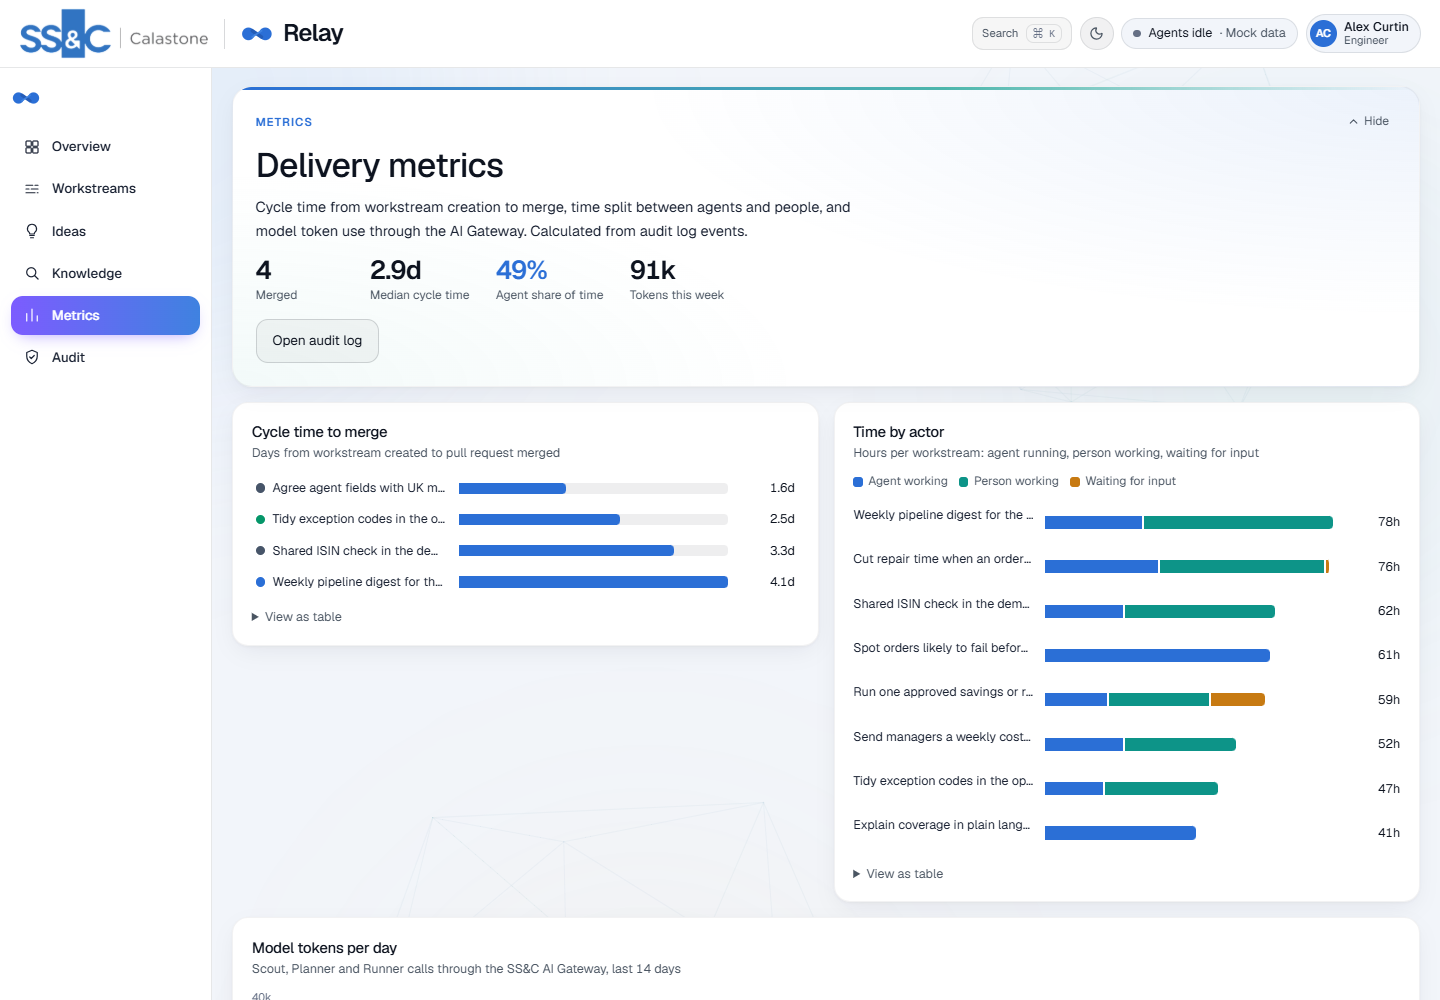 SS&C | Calastone
Relay
Search ⌘ K
Agents idle · Mock data
AC
Alex Curtin
Engineer
Overview
Workstreams
Ideas
Knowledge
Metrics
Audit
METRICS
Hide
Delivery metrics
Cycle time from workstream creation to merge, time split between agents and people, and
model token use through the AI Gateway. Calculated from audit log events.
4
Merged
2.9d
Median cycle time
49%
Agent share of time
91k
Tokens this week
Open audit log
Cycle time to merge
Days from workstream created to pull request merged
Agree agent fields with UK m... 1.6d
Tidy exception codes in the o... 2.5d
Shared ISIN check in the de... 3.3d
Weekly pipeline digest for th... 4.1d
View as table
Time by actor
Hours per workstream: agent running, person working, waiting for input
Agent working Person working Waiting for input
Weekly pipeline digest for the ... 78h
Cut repair time when an order... 76h
Shared ISIN check in the dem... 62h
Spot orders likely to fail befor... 61h
Run one approved savings or r... 59h
Send managers a weekly cost... 52h
Tidy exception codes in the op... 47h
Explain coverage in plain lang... 41h
View as table
Model tokens per day
Scout, Planner and Runner calls through the SS&C AI Gateway, last 14 days
40k